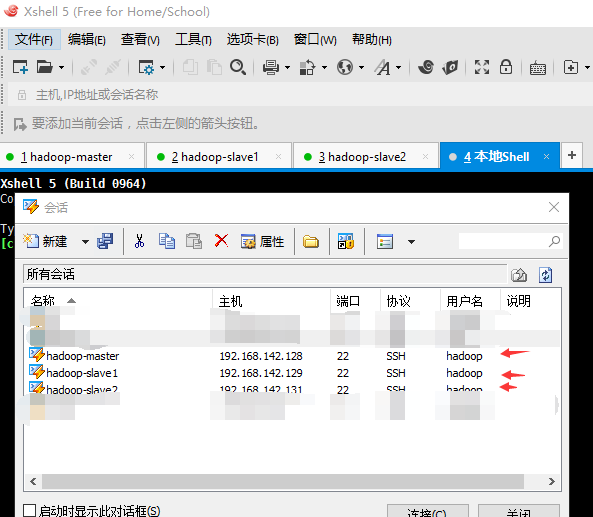 Xshell 5 (Free for Home/School)
文件(F) 编辑(E) 查看(V) 工具(T) 选项卡(B) 窗口(W) 帮助(H)
主机,IP地址或会话名称
要添加当前会话，点击左侧的箭头按钮。
1 hadoop-master × 2 hadoop-slave1 × 3 hadoop-slave2 × 4 本地Shell × +
Xshell 5 (Build 0964)
Co
会话
Ty
[c
新建 属性
所有会话
名称 主机 端口 协议 用户名 说明
hadoop-master 192.168.142.128 22 SSH hadoop
hadoop-slave1 192.168.142.129 22 SSH hadoop
hadoop-slave2 192.168.142.131 22 SSH hadoop
启动时显示此对话框(S) 连接(C) 关闭